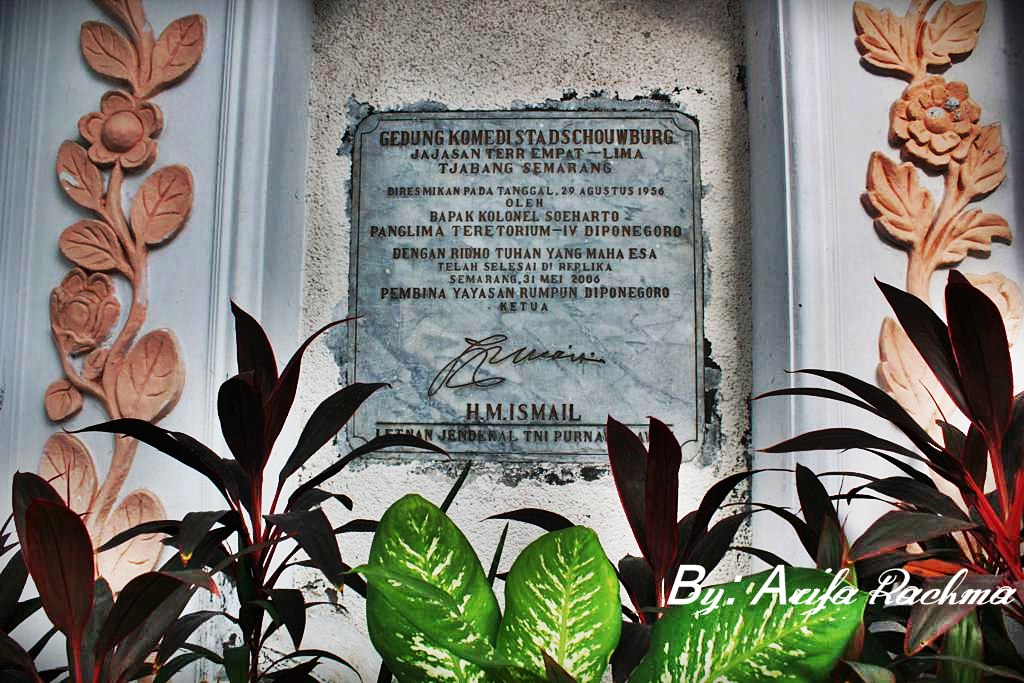 GEDUNG KOMEDI.STADSCHOUWBURG.
JAJASAN TERR EMPAT-LIMA
TJABANG SEMARANG
DIRESMIKAN PADA TANGGAL, 29 AGUSTUS 1956
OLEH
BAPAK KOLONEL SOEHARTO
PANGLIMA TERETORIUM-IV DIPONEGORO
DENGAN RIDHO TUHAN YANG MAHA ESA
TELAH SELESAI DI REPLIKA
SEMARANG, 31 MEI 2006
PEMBINA YAYASAN RUMPUN DIPONEGORO
KETUA
H.M.ISMAIL
LETNAN JENDERAL TNI
By: Arifa Rachma